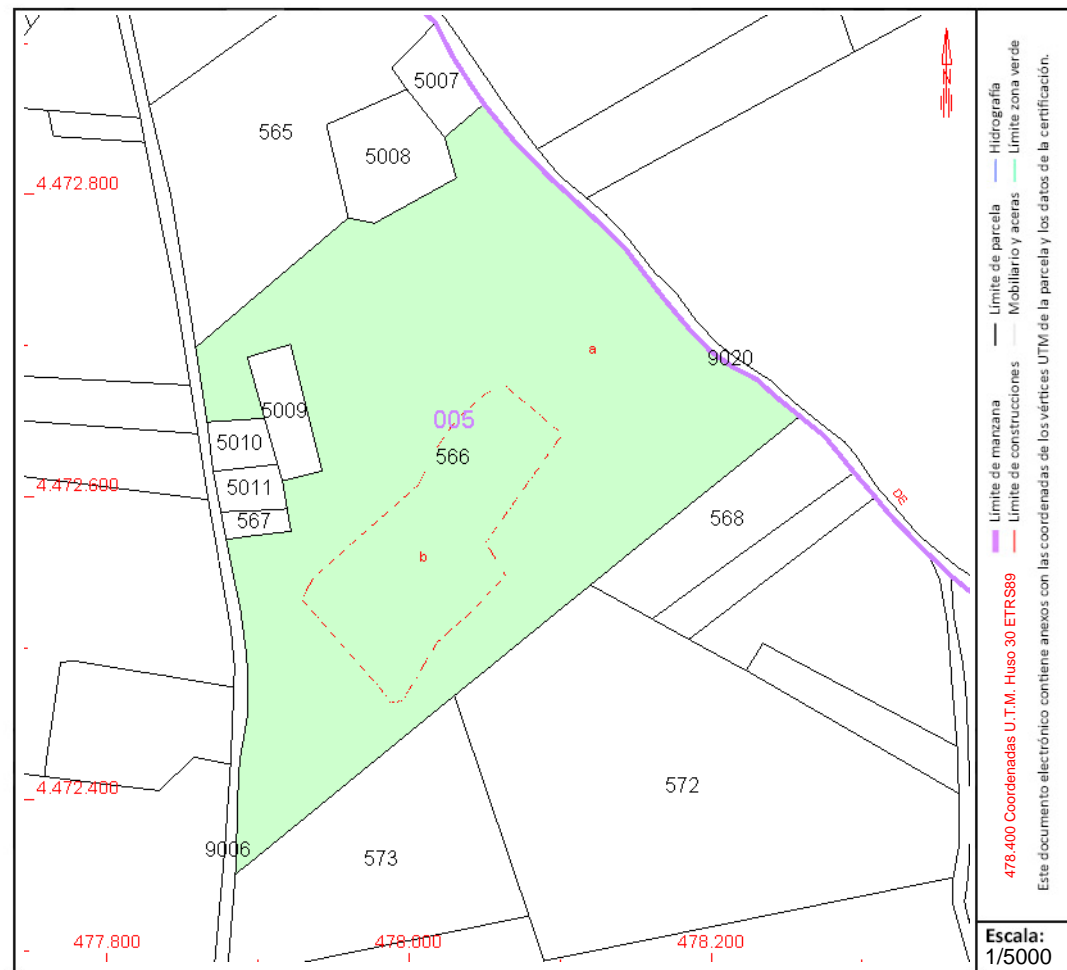 5007
565
5008
4.472.800
a
9020
5009
005
5010
566
4.472.600
5011
567
568
DE
b
4.472.400
572
9006
573
477.800
478.000
478.200
N
Límite de manzana
Límite de parcela
Hidrografía
Límite de construcciones
Mobiliario y aceras
Límite zona verde
478.400 Coordenadas U.T.M. Huso 30 ETRS89
Este documento electrónico contiene anexos con las coordenadas de los vértices UTM de la parcela y los datos de la certificación.
Escala:
1/5000